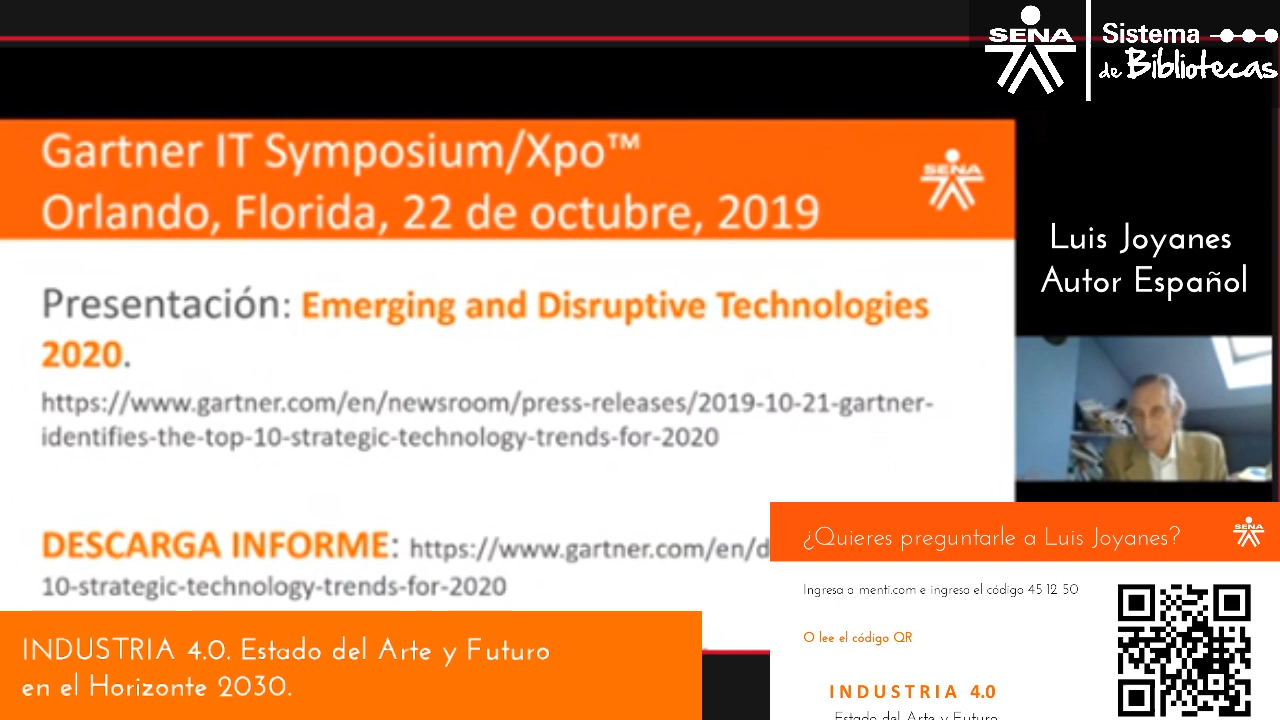 SENA
Sistema
de Bibliotecas
Gartner IT Symposium/Xpo™
Orlando, Florida, 22 de octubre, 2019
SENA
Luis Joyanes
Autor Español
Presentación: Emerging and Disruptive Technologies
2020.
https://www.gartner.com/en/newsroom/press-releases/2019-10-21-gartner-
identifies-the-top-10-strategic-technology-trends-for-2020
DESCARGA INFORME: https://www.gartner.com/en/d
10-strategic-technology-trends-for-2020
¿Quieres preguntarle a Luis Joyanes?
SENA
Ingresa a menti.com e ingresa el código 45 12 50
O lee el código QR
INDUSTRIA 4.0
Estado del Arte y Futuro
INDUSTRIA 4.0. Estado del Arte y Futuro
en el Horizonte 2030.